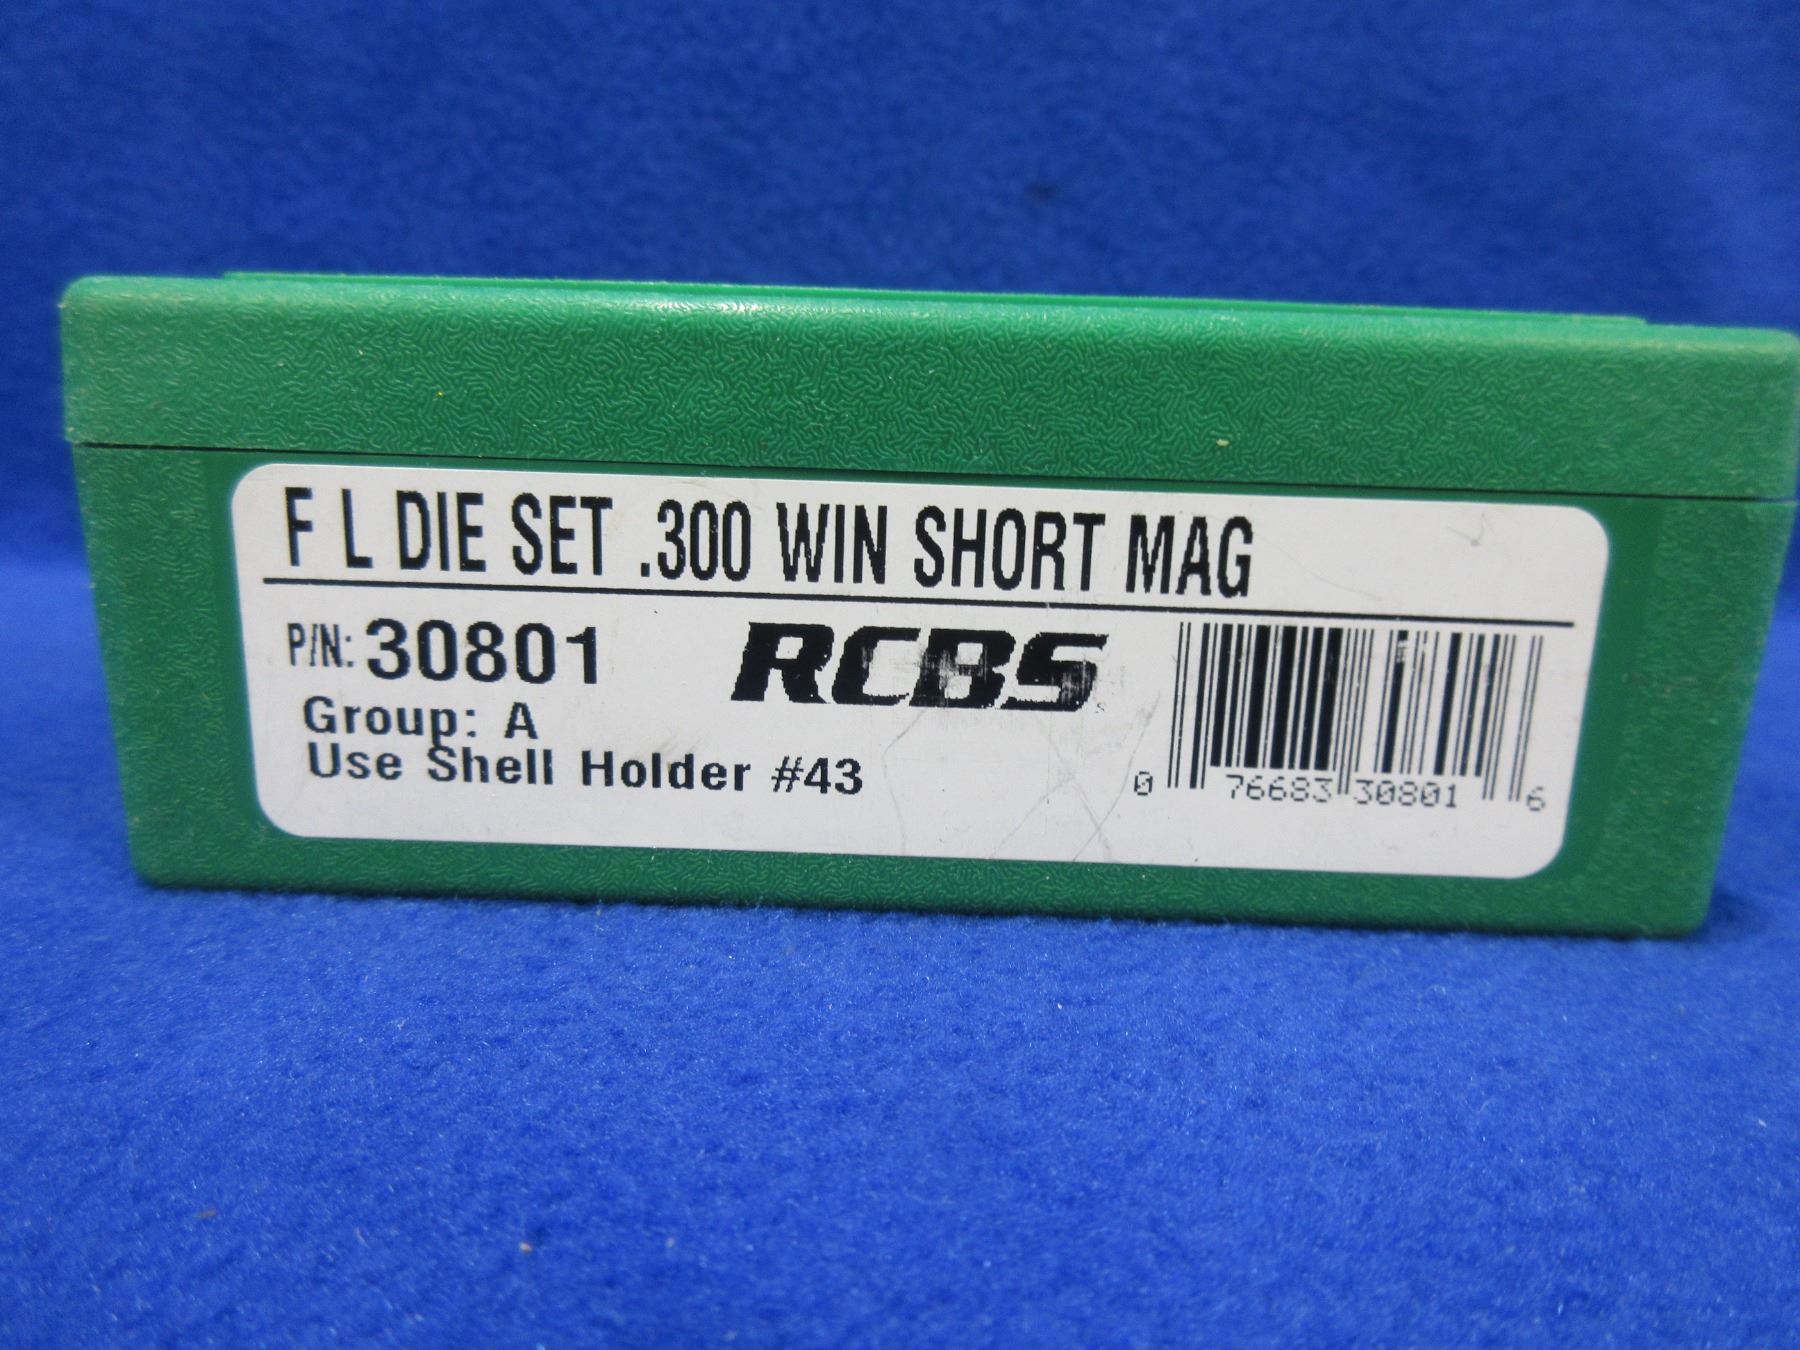 F L DIE SET .300 WIN SHORT MAG
P/N: 30801
RCBS
Group: A
Use Shell Holder #43
0 76683 30801 6